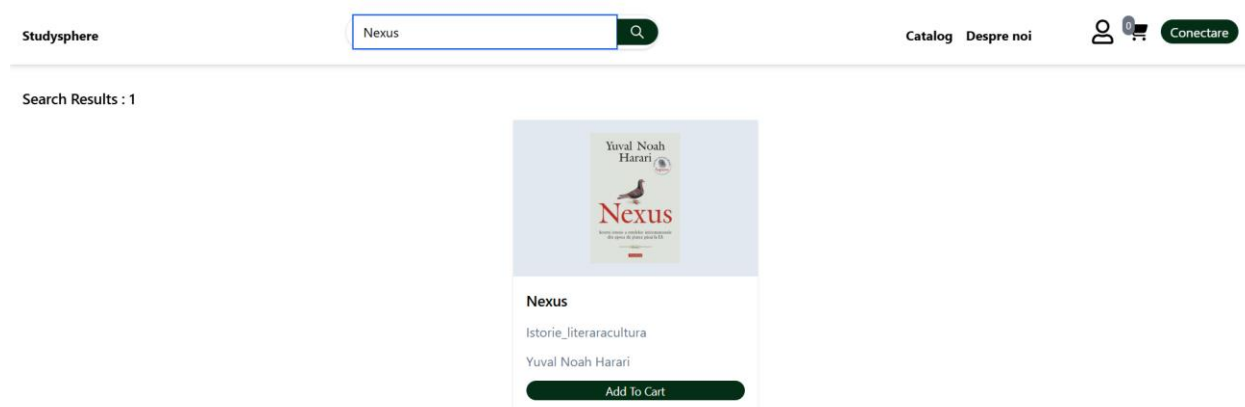 Studysphere
Nexus
Catalog Despre noi
0
Conectare
Search Results : 1
Yuval Noah
Harari
Nexus
Nexus
Istorie_literaracultura
Yuval Noah Harari
Add To Cart